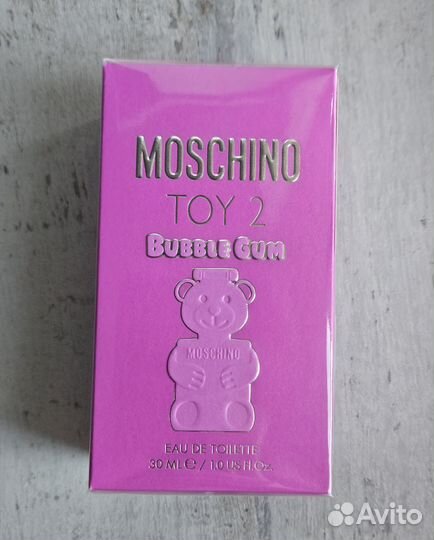 MOSCHINO
TOY 2
BUBBLE GUM
MOSCHINO
EAU DE TOILETTE
30 ML ℮ / 1.0 US Fl.Oz.
Avito